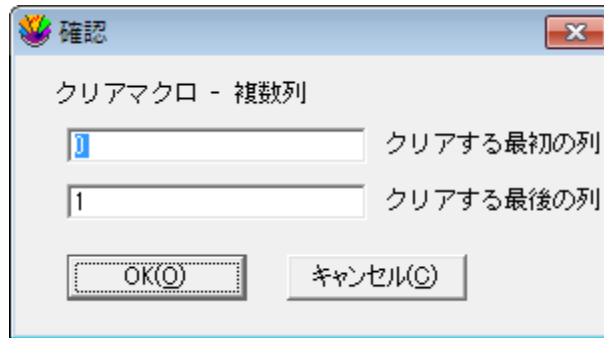 確認
クリアマクロ - 複数列
0 クリアする最初の列
1 クリアする最後の列
OK(O) キャンセル(C)